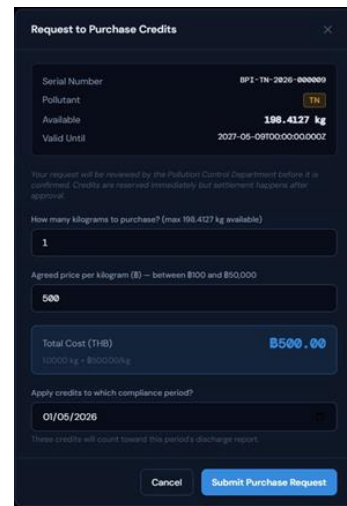 Request to Purchase Credits
Serial Number BPI-TN-2026-000009
Pollutant TN
Available 198.4127 kg
Valid Until 2027-05-09T00:00:00.000Z
Your request will be reviewed by the Pollution Control Department before it is
confirmed. Credits are reserved immediately but settlement happens after
approval.
How many kilograms to purchase? (max 198.4127 kg available)
1
Agreed price per kilogram (฿) — between ฿100 and ฿50,000
500
Total Cost (THB) ฿500.00
1.0000 kg × ฿500.00/kg
Apply credits to which compliance period?
01/05/2026
These credits will count toward this period's discharge report.
Cancel
Submit Purchase Request